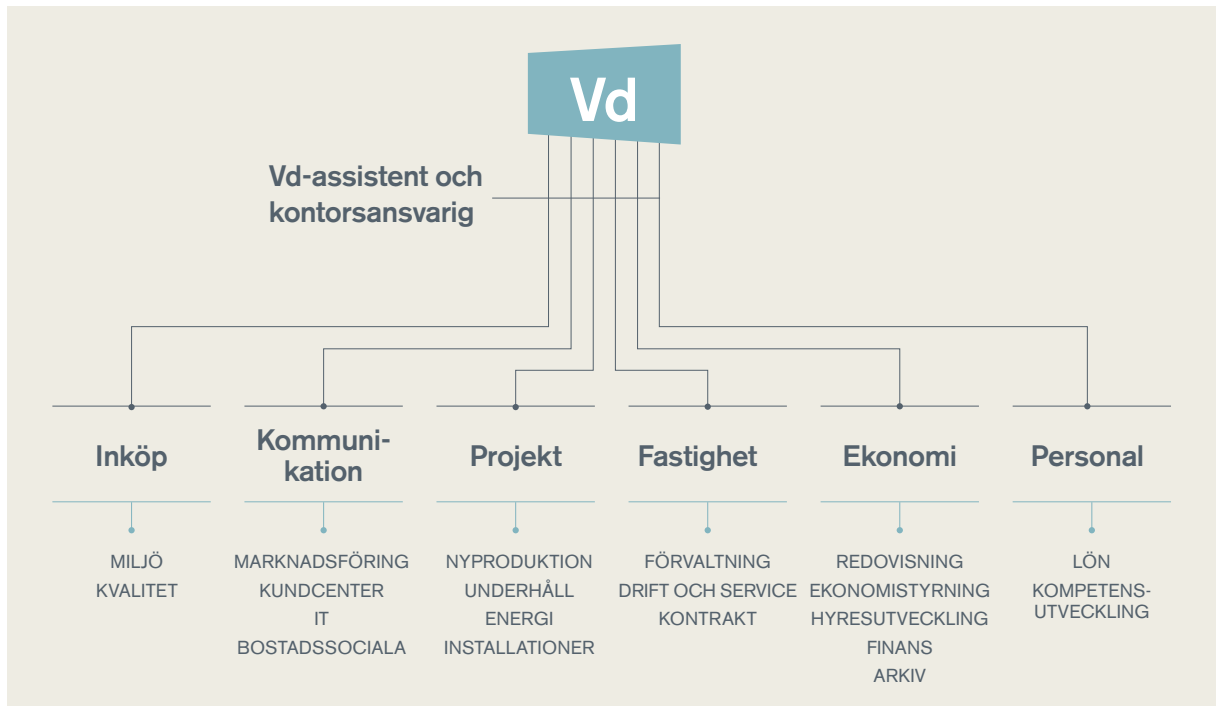 Vd
Vd-assistent och
kontorsansvarig
Inköp
Kommuni-
kation
Projekt
Fastighet
Ekonomi
Personal
MILJÖ
KVALITET
MARKNADSFÖRING
KUNDCENTER
IT
BOSTADSSOCIALA
NYPRODUKTION
UNDERHÅLL
ENERGI
INSTALLATIONER
FÖRVALTNING
DRIFT OCH SERVICE
KONTRAKT
REDOVISNING
EKONOMISTYRNING
HYRESUTVECKLING
FINANS
ARKIV
LÖN
KOMPETENS-
UTVECKLING